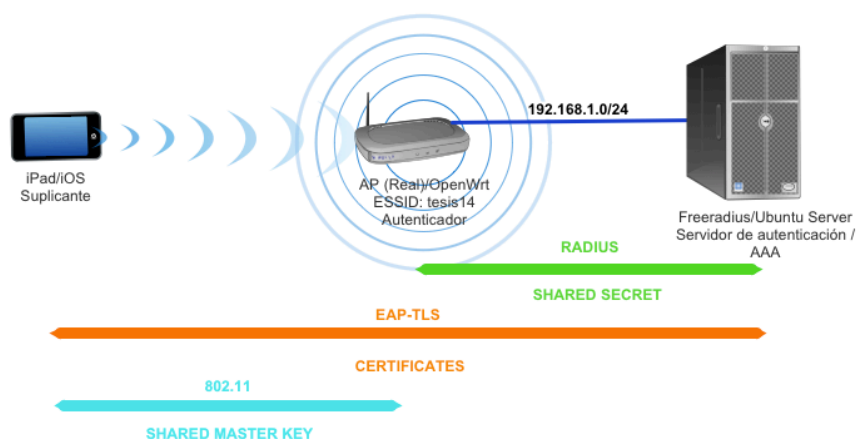 192.168.1.0/24
iPad/iOS
Suplicante
AP (Real)/OpenWrt
ESSID: tesis14
Autenticador
Freeradius/Ubuntu Server
Servidor de autenticación /
AAA
RADIUS
SHARED SECRET
EAP-TLS
CERTIFICATES
802.11
SHARED MASTER KEY